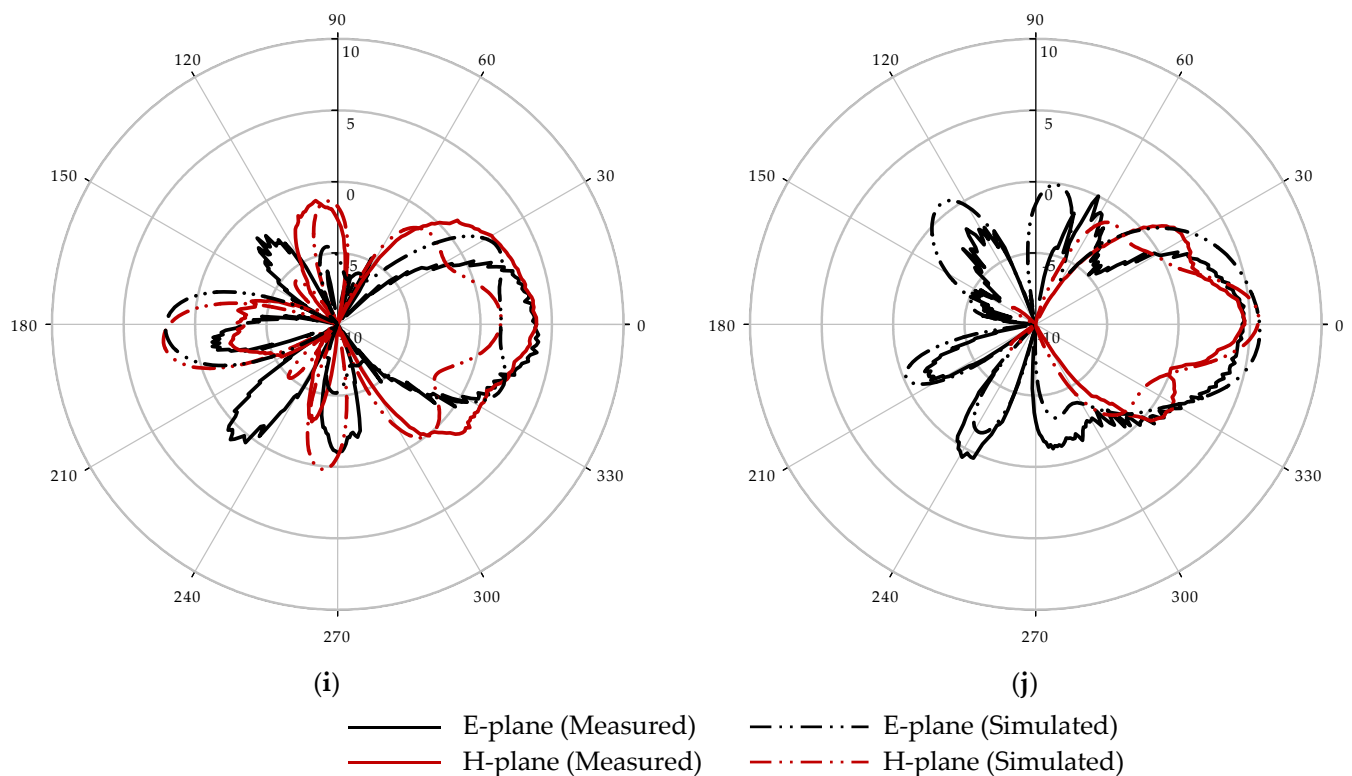 90 90
10 10
120 60 120 60
5 5
150 30 150 30
0 0
5 5
180 0 180 0
10 10
210 330 210 330
240 300 240 300
270 270
(i) (j)
E-plane (Measured) E-plane (Simulated)
H-plane (Measured) H-plane (Simulated)